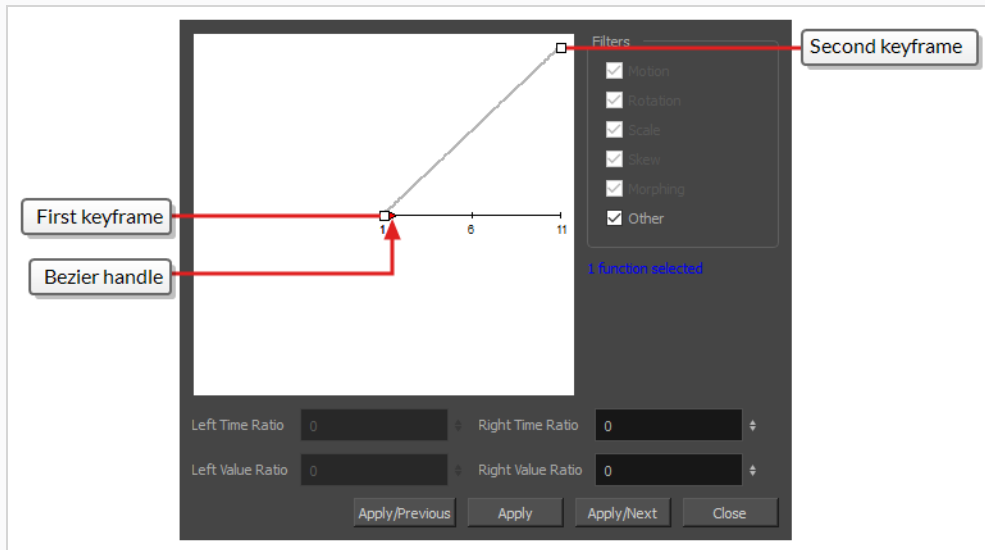 Filters
Second keyframe
Motion
Rotation
Scale
Skew
Morphing
First keyframe
Other
1 6 11
Bezier handle
1 function selected
Left Time Ratio 0 Right Time Ratio 0
Left Value Ratio 0 Right Value Ratio 0
Apply/Previous Apply Apply/Next Close